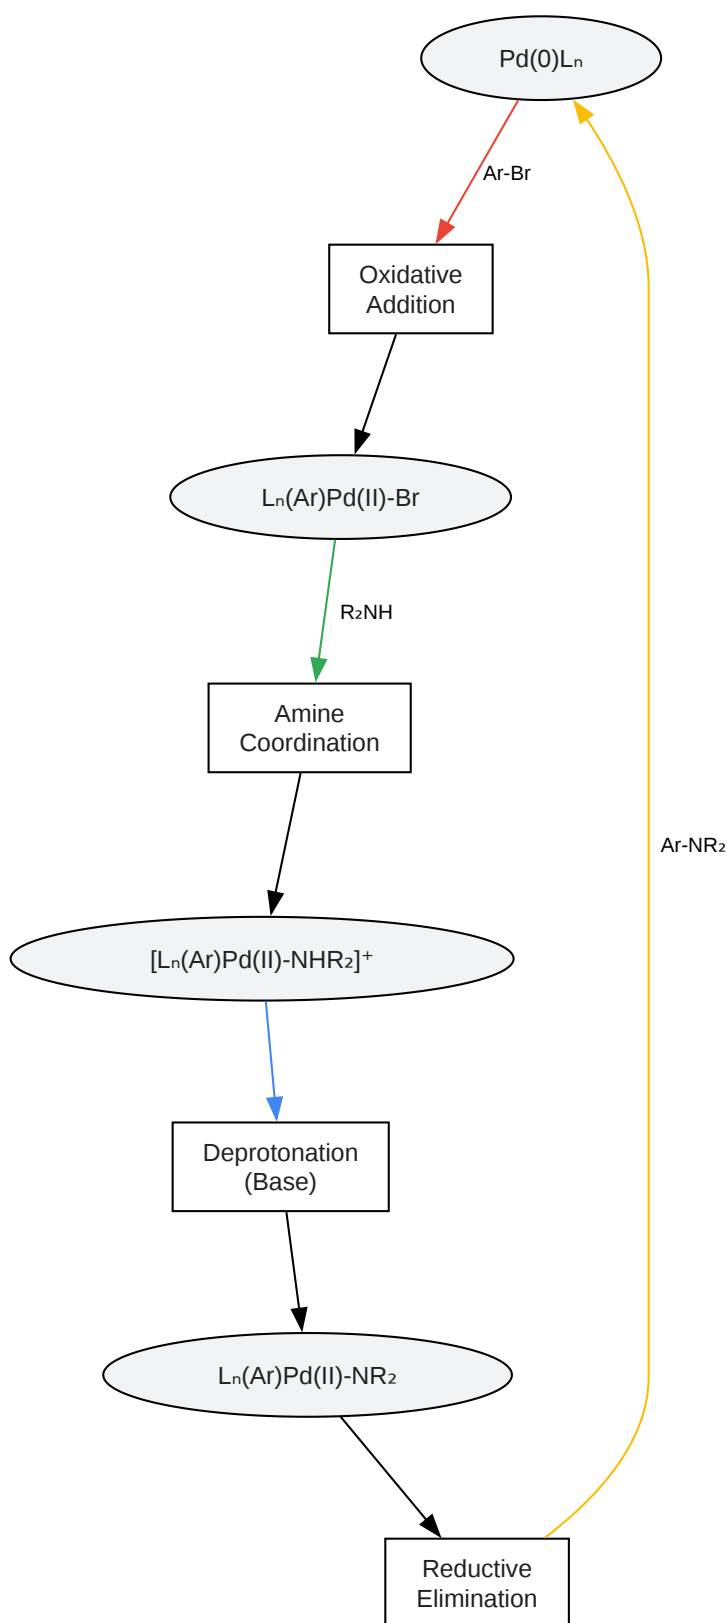 Pd(0)Lₙ
Ar-Br
Oxidative
Addition
Lₙ(Ar)Pd(II)-Br
R₂NH
Amine
Coordination
Ar-NR₂
[Lₙ(Ar)Pd(II)-NHR₂]⁺
Deprotonation
(Base)
Lₙ(Ar)Pd(II)-NR₂
Reductive
Elimination